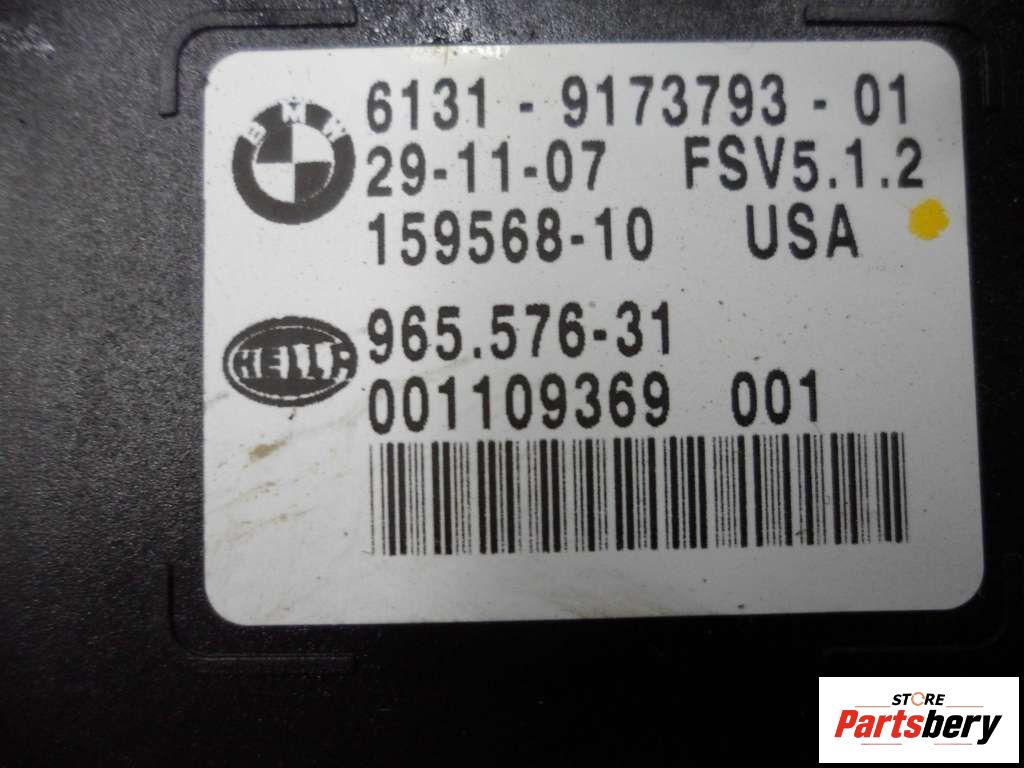 BMW
6131 - 9173793 - 01
29-11-07 FSV5.1.2
159568-10 USA
HELLA
965.576-31
001109369 001
STORE
Partsbery